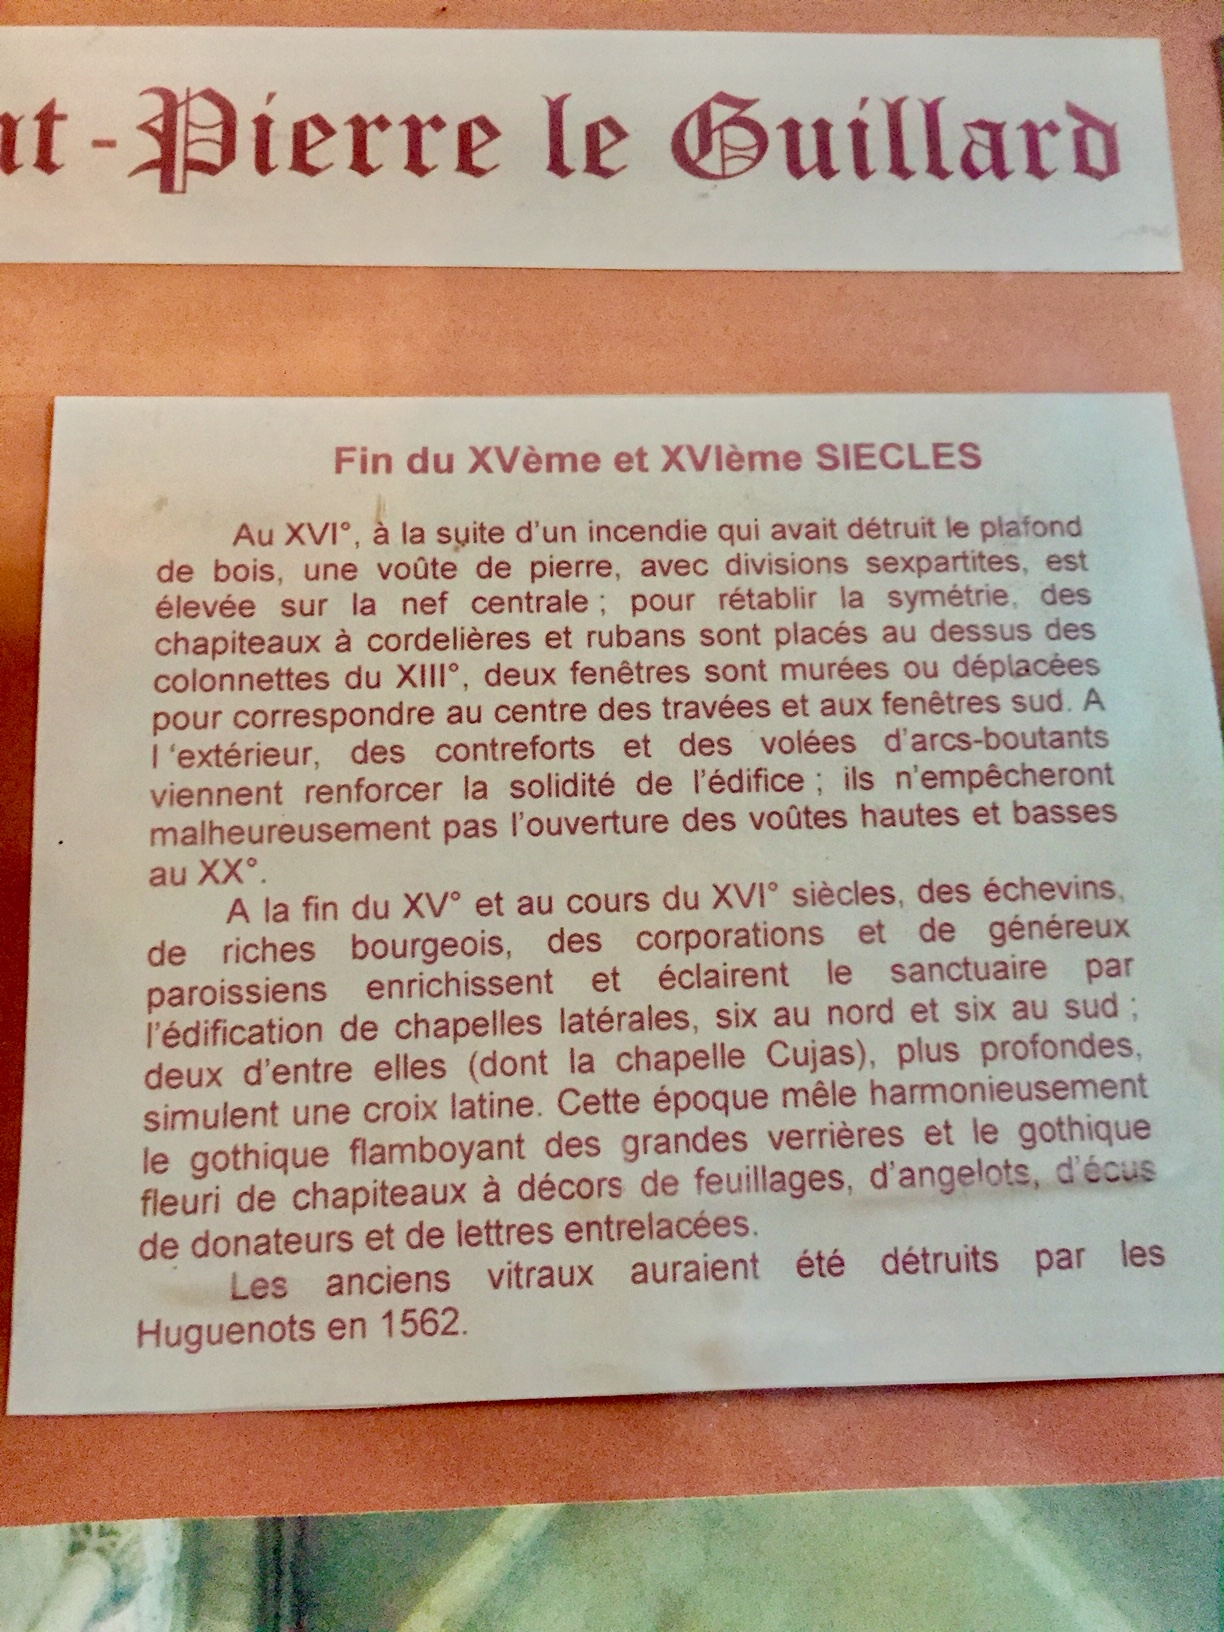 nt - Pierre le Guillard
Fin du XVème et XVIème SIECLES
Au XVI°, à la suite d'un incendie qui avait détruit le plafond
de bois, une voûte de pierre, avec divisions sexpartites, est
élevée sur la nef centrale ; pour rétablir la symétrie, des
chapiteaux à cordelières et rubans sont placés au dessus des
colonnettes du XIII°, deux fenêtres sont murées ou déplacées
pour correspondre au centre des travées et aux fenêtres sud. A
l 'extérieur, des contreforts et des volées d'arcs-boutants
viennent renforcer la solidité de l'édifice ; ils n'empêcheront
malheureusement pas l'ouverture des voûtes hautes et basses
au XX°.
A la fin du XV° et au cours du XVI° siècles, des échevins,
de riches bourgeois, des corporations et de généreux
paroissiens enrichissent et éclairent le sanctuaire par
l'édification de chapelles latérales, six au nord et six au sud ;
deux d'entre elles (dont la chapelle Cujas), plus profondes,
simulent une croix latine. Cette époque mêle harmonieusement
le gothique flamboyant des grandes verrières et le gothique
fleuri de chapiteaux à décors de feuillages, d'angelots, d'écus
de donateurs et de lettres entrelacées.
Les anciens vitraux auraient été détruits par les
Huguenots en 1562.